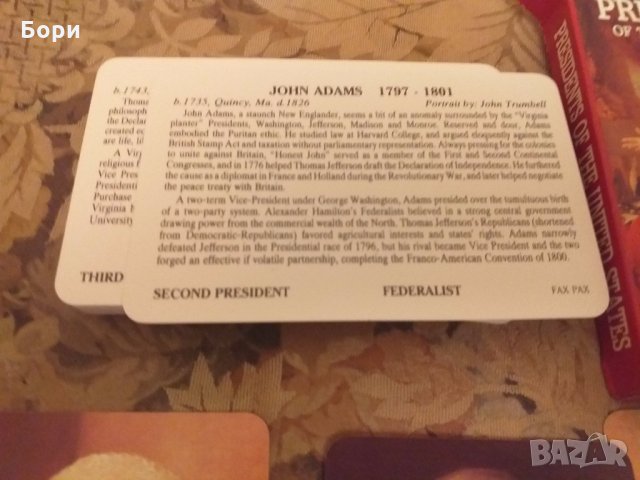 Бори
PRE
OF T
JOHN ADAMS 1797 - 1801
b.1735, Quincy, Ma. d.1826 Portrait by: John Trumbull
John Adams, a staunch New Englander, seems a bit of an anomaly surrounded by the "Virginia
planter" Presidents, Washington, Jefferson, Madison and Monroe. Reserved and dour, Adams
embodied the Puritan ethic. He studied law at Harvard College, and argued eloquently against the
British Stamp Act and taxation without parliamentary representation. Always pressing for the colonies
to unite against Britain, "Honest John" served as a member of the First and Second Continental
Congresses, and in 1776 helped Thomas Jefferson draft the Declaration of Independence. He furthered
the cause as a diplomat in France and Holland during the Revolutionary War, and later helped negotiate
the peace treaty with Britain.
A two-term Vice-President under George Washington, Adams presided over the tumultuous birth
of a two-party system. Alexander Hamilton's Federalists believed in a strong central government
drawing power from the commercial wealth of the North. Thomas Jefferson's Republicans (shortened
from Democratic-Republicans) favored agricultural interests and states' rights. Adams narrowly
defeated Jefferson in the Presidential race of 1796, but his rival became Vice President and the two
forged an effective if volatile partnership, completing the Franco-American Convention of 1800.
SECOND PRESIDENT FEDERALIST FAX PAX
b.1743,
Thoma
philosoph
the Declar
created eq
are life, li
A Virg
religious f
Vice Pres
Presidenti
Purchase
Virginia b
University
THIRD
PRESIDENTS OF THE UNITED STATES
BAZAR